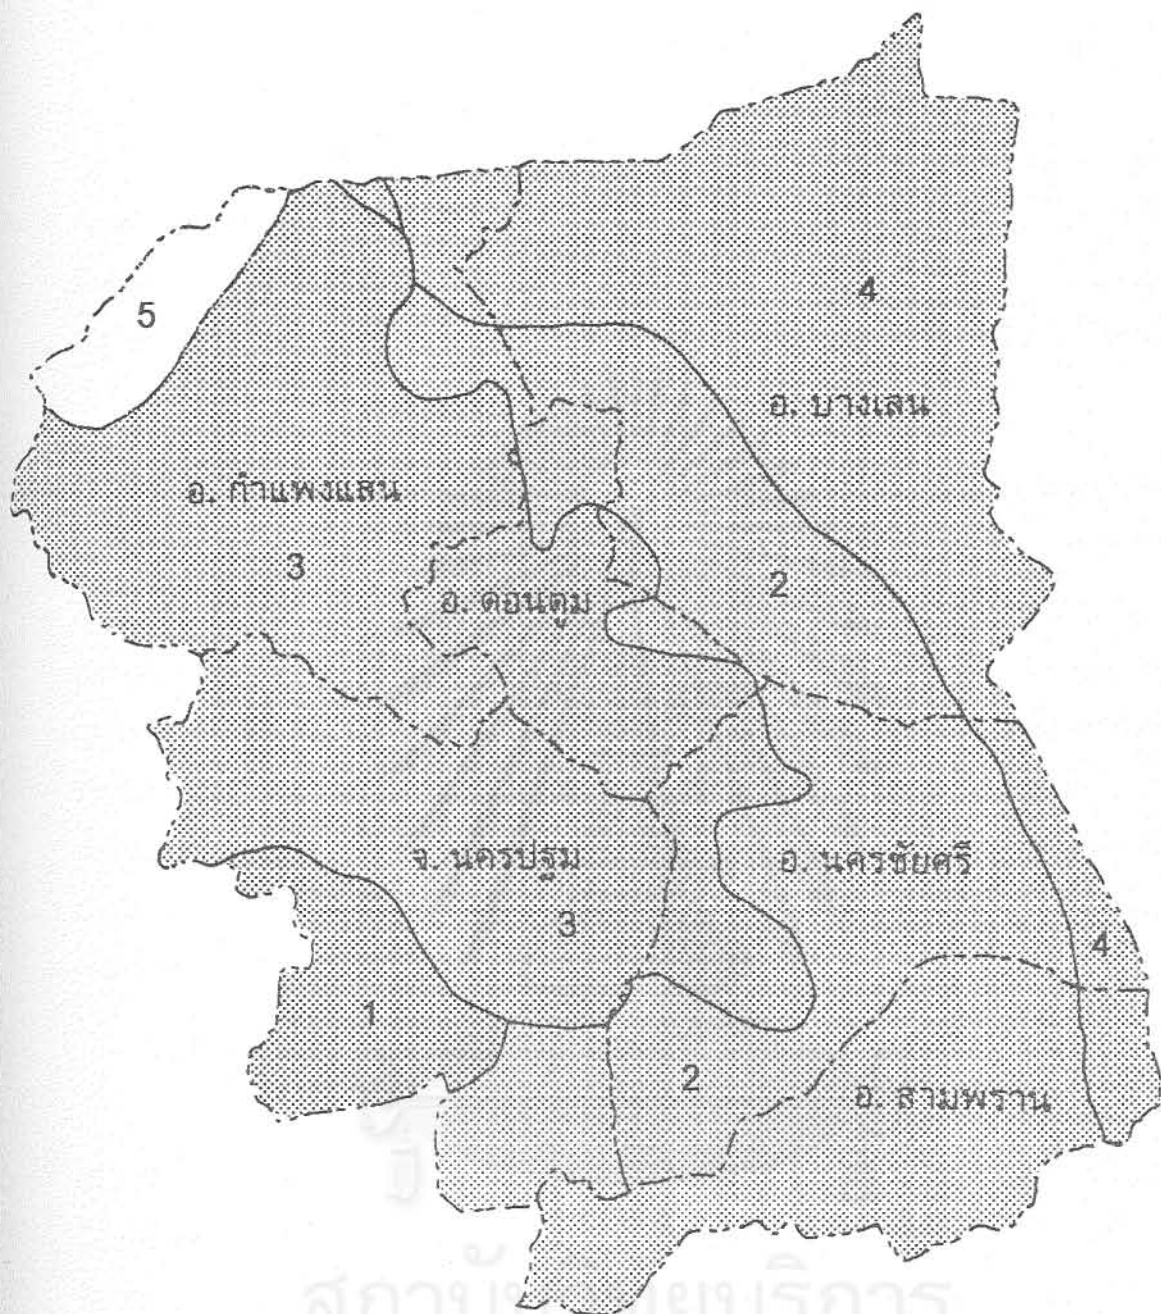 4
5
อ. บางเลน
อ. กำแพงแสน
3
2
อ. ดอนตูม
จ. นครปฐม
อ. นครชัยศรี
3
4
1
2
อ. สามพราน